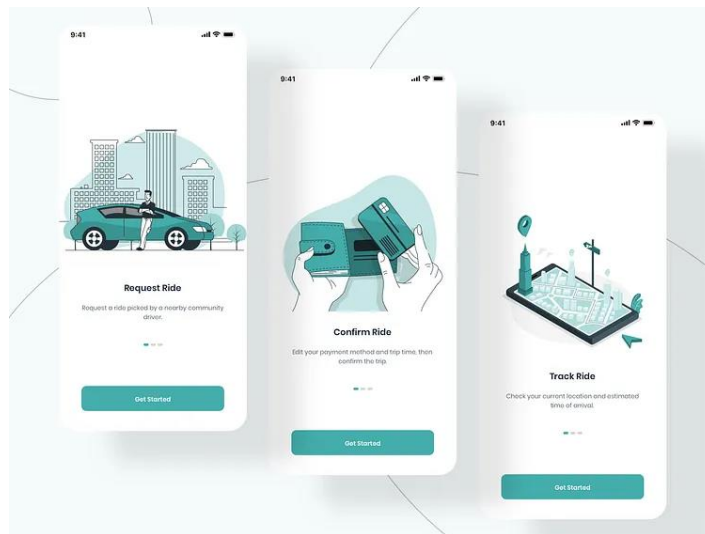 9:41
Request Ride
Request a ride picked by a nearby community
driver.
Get Started
9:41
Confirm Ride
Edit your payment method and trip time, then
confirm the trip.
Get Started
9:41
Track Ride
Check your current location and estimated
time of arrival.
Get Started